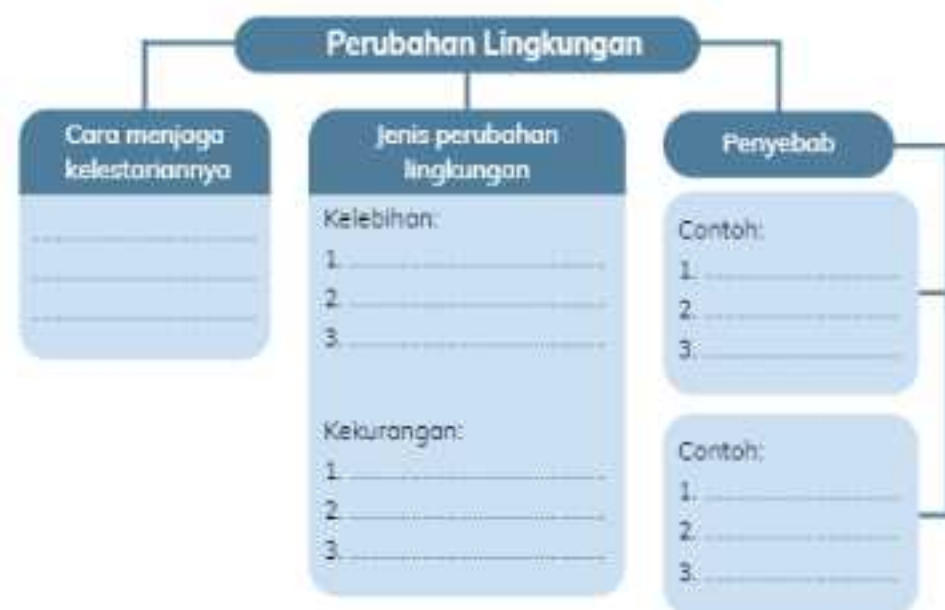 Perubahan Lingkungan
Cara menjaga
kelestariannya
Jenis perubahan
lingkungan
Kelebihan:
1.
2.
3.
Kekurangan:
1.
2.
3.
Penyebab
Contoh:
1.
2.
3.
Contoh:
1.
2.
3.